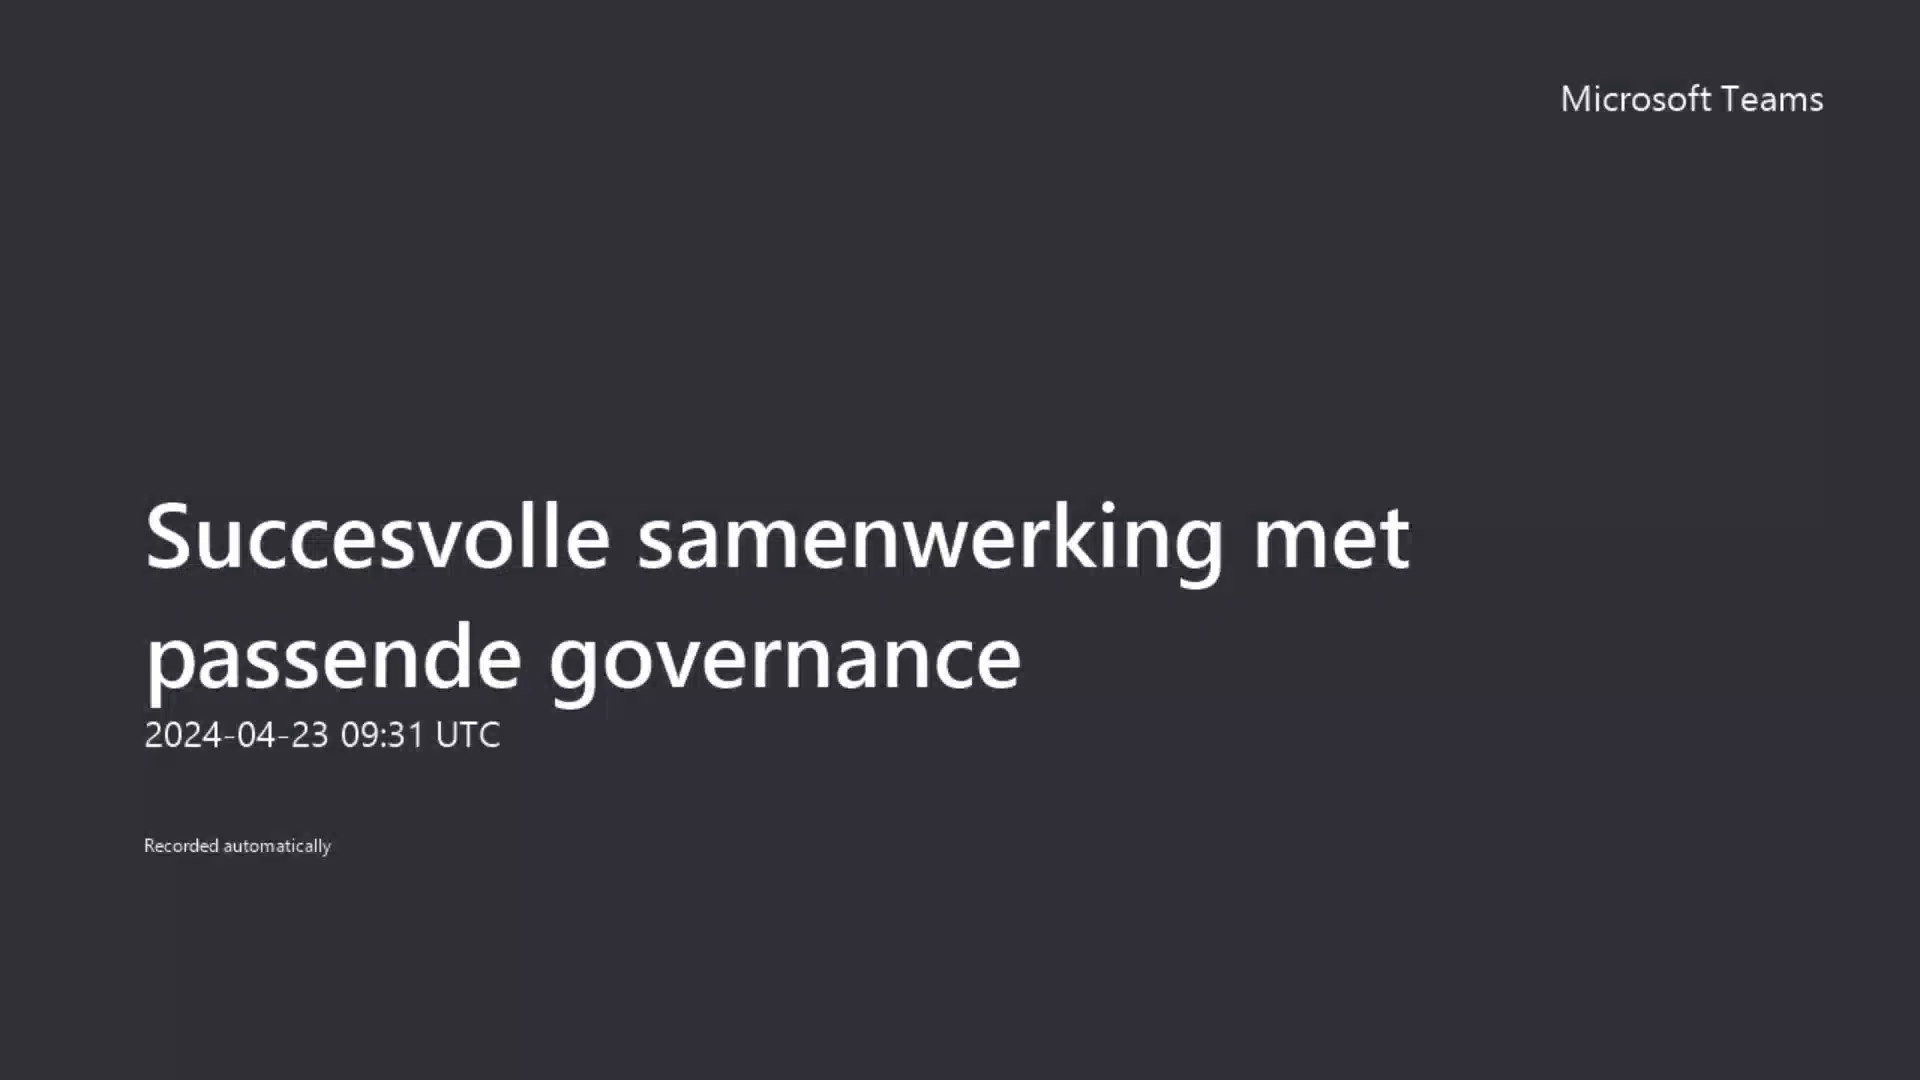 Microsoft Teams
Succesvolle samenwerking met
passende governance
2024-04-23 09:31 UTC
Recorded automatically